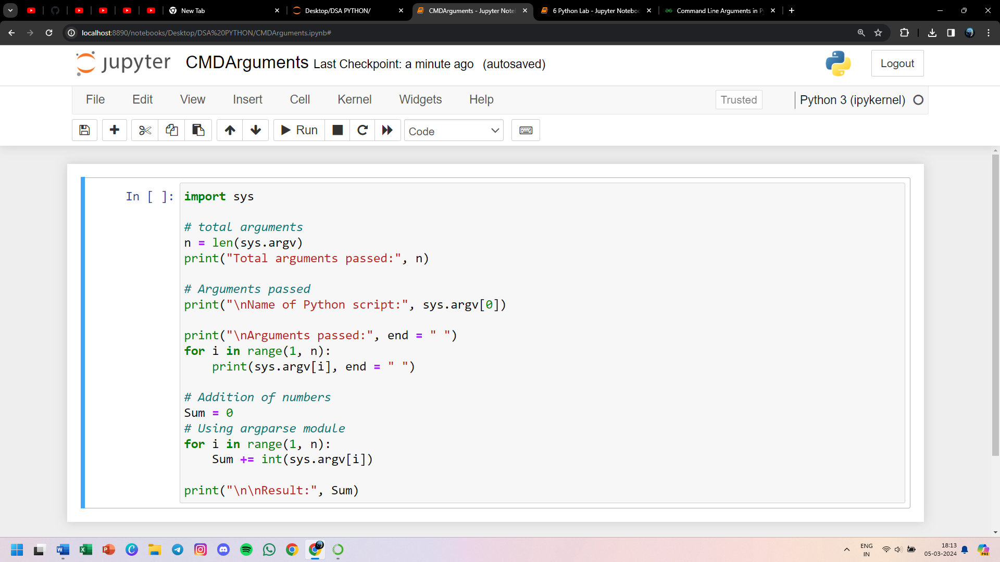 New Tab
Desktop/DSA PYTHON/
CMDArguments - Jupyter Note
6 Python Lab - Jupyter Notebo
Command Line Arguments in P
localhost:8890/notebooks/Desktop/DSA%20PYTHON/CMDArguments.ipynb#
jupyter CMDArguments Last Checkpoint: a minute ago (autosaved)
Logout
File Edit View Insert Cell Kernel Widgets Help
Trusted
Python 3 (ipykernel)
Run
Code
In [ ]:
import sys
# total arguments
n = len(sys.argv)
print("Total arguments passed:", n)
# Arguments passed
print("\nName of Python script:", sys.argv[0])
print("\nArguments passed:", end = " ")
for i in range(1, n):
    print(sys.argv[i], end = " ")
# Addition of numbers
Sum = 0
# Using argparse module
for i in range(1, n):
    Sum += int(sys.argv[i])
print("\n\nResult:", Sum)
ENG
IN
18:13
05-03-2024
PRE